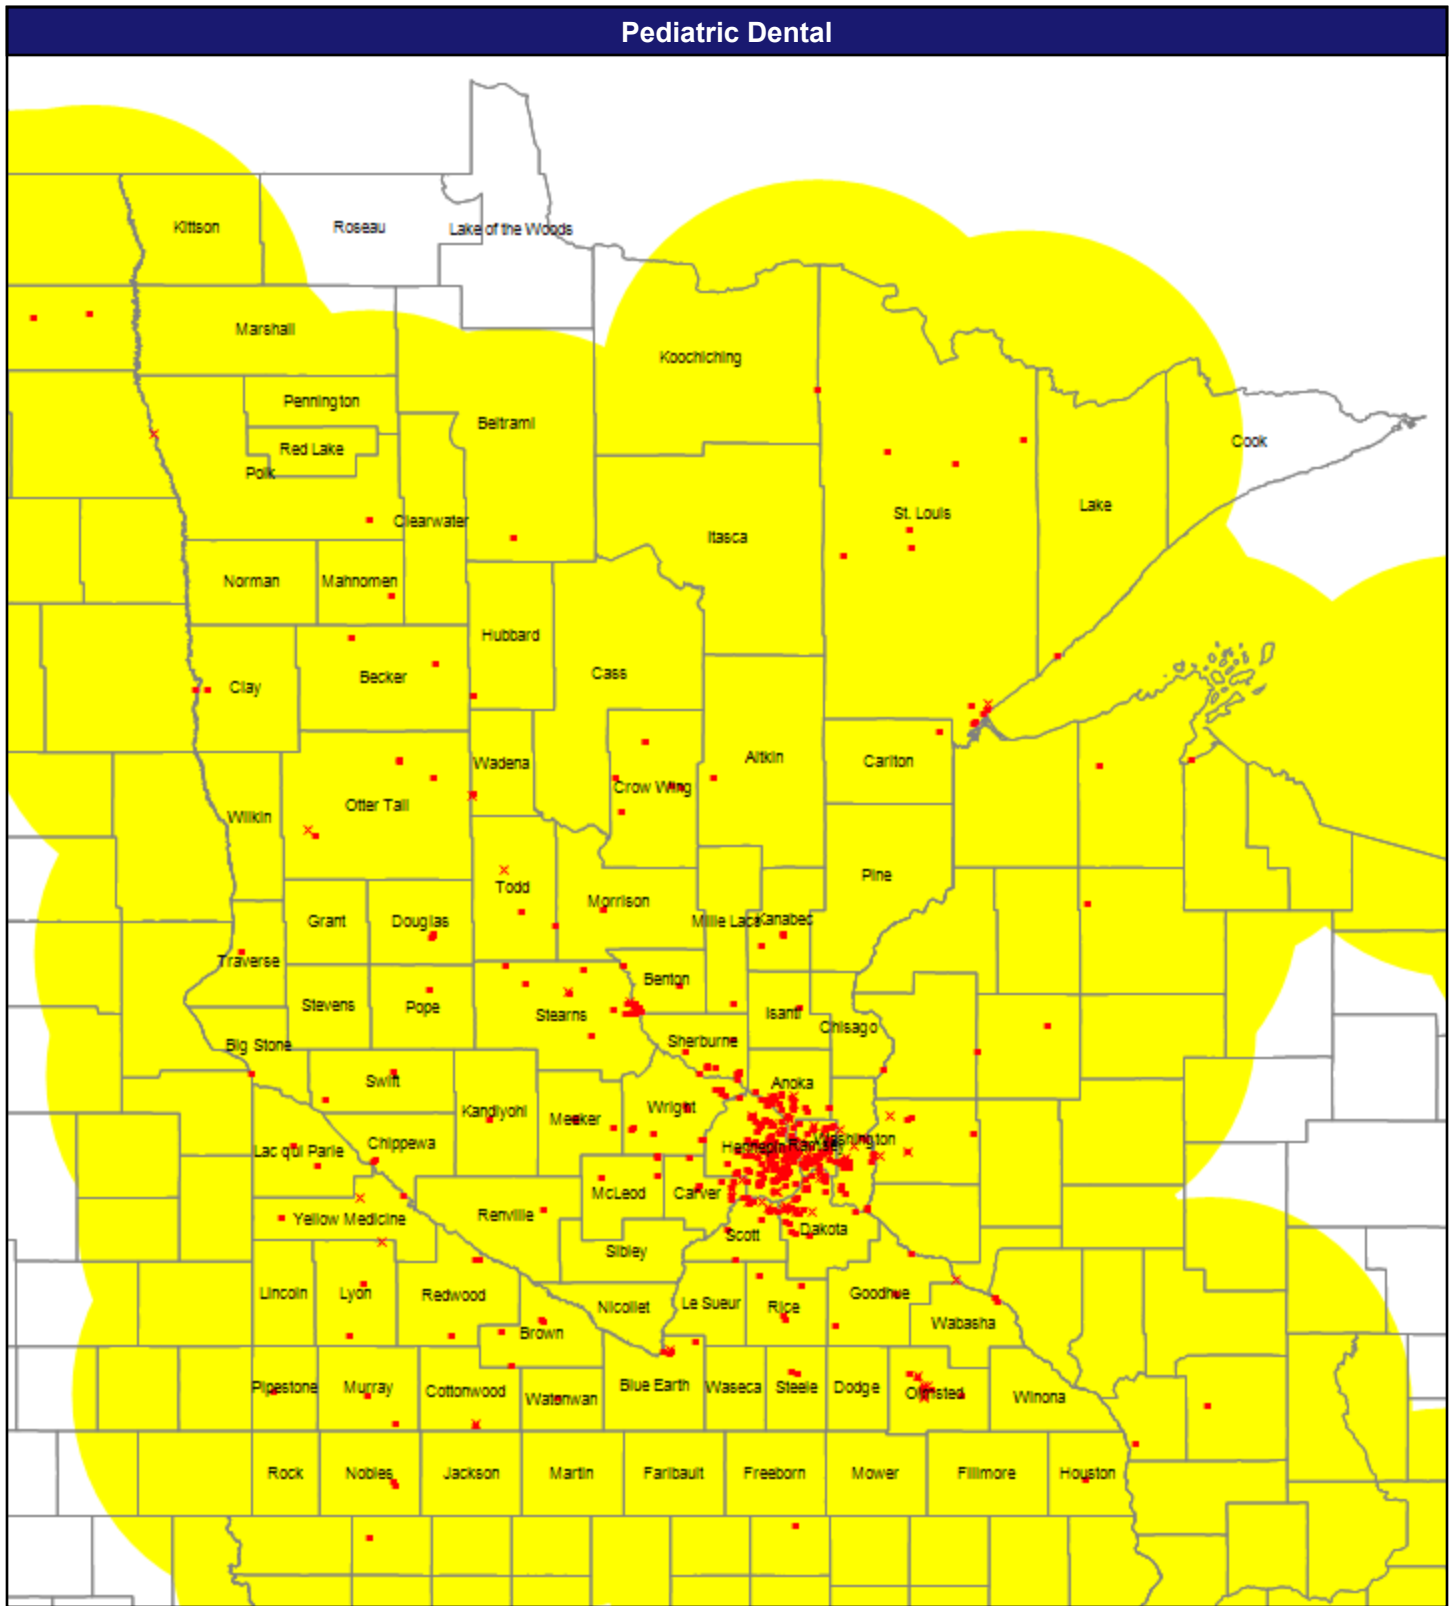 Pediatric Dental
Kittson
Roseau
Lake of the Woods
Marshall
Koochiching
Pennington
Beltrami
Red Lake
Cook
Polk
Lake
St. Louis
Clearwater
Itasca
Norman
Mahnomen
Hubbard
Cass
Becker
Clay
Aitkin
Wadena
Carlton
Crow Wing
Otter Tail
Wilkin
Pine
Todd
Morrison
Grant
Douglas
Mille Lacs
Kanabec
Traverse
Benton
Stevens
Pope
Stearns
Isanti
Chisago
Big Stone
Sherburne
Swift
Anoka
Kandiyohi
Meeker
Wright
Washington
Chippewa
Lac qui Parle
Hennepin
Ramsey
McLeod
Carver
Yellow Medicine
Renville
Dakota
Scott
Sibley
Lincoln
Lyon
Redwood
Goodhue
Le Sueur
Nicollet
Rice
Wabasha
Brown
Pipestone
Murray
Cottonwood
Watonwan
Blue Earth
Waseca
Steele
Dodge
Olmsted
Winona
Rock
Nobles
Jackson
Martin
Faribault
Freeborn
Mower
Fillmore
Houston